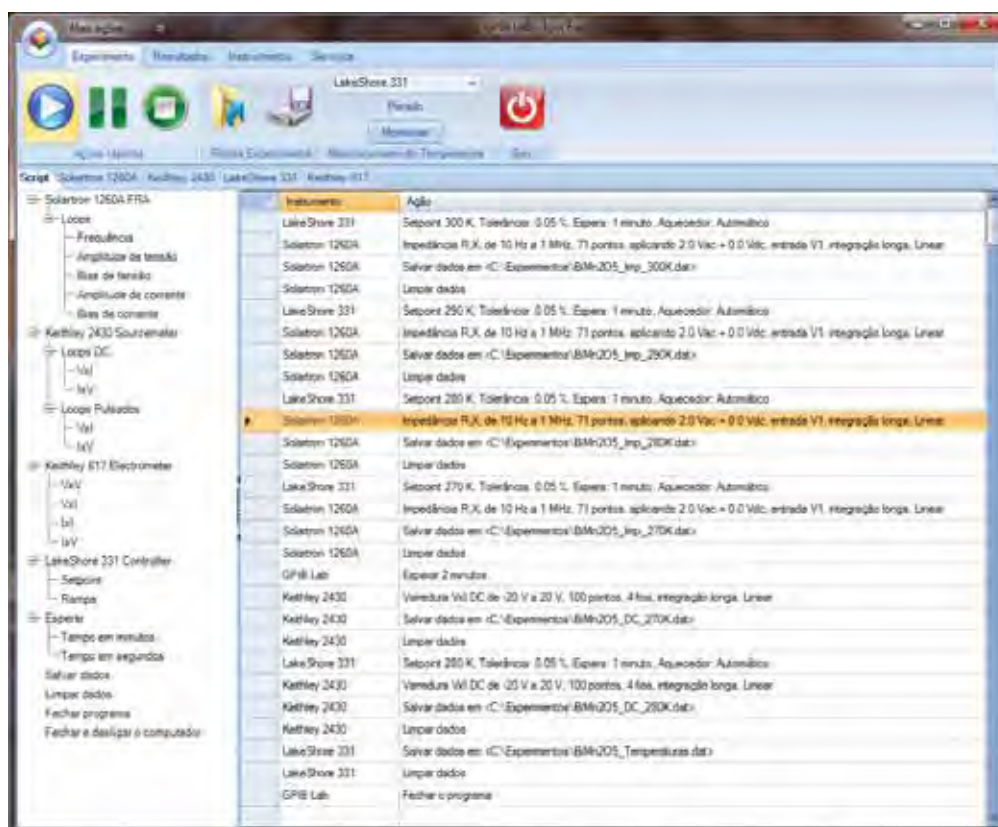 Experimento Resultados Instrumentos Serviços
LakeShore 331
Parado
Monitorar
Ações rápidas
Monitoramento de Temperatura
Sair
Script Solartron 1260A Keithley 2430 LakeShore 331 Keithley 617
Solartron 1260A FRA
Loops
Frequência
Amplitude de tensão
Bias de tensão
Amplitude de corrente
Bias de corrente
Keithley 2430 Sourcemeter
Loops DC
VxI
IxV
Loops Pulsados
VxI
IxV
Keithley 617 Electrometer
VxV
VxI
IxI
IxV
LakeShore 331 Controller
Setpoint
Rampa
Esperar
Tempo em minutos
Tempo em segundos
Salvar dados
Limpar dados
Fechar programa
Fechar e desligar o computador
Instrumento Ação
LakeShore 331 Setpoint 300 K, Tolerância: 0.05 %, Espera: 1 minuto, Aquecedor: Automático
Solartron 1260A Impedância R,X, de 10 Hz a 1 MHz, 71 pontos, aplicando 2.0 Vac + 0.0 Vdc, entrada V1, integração longa, Linear
Solartron 1260A Salvar dados em <C:\Experimentos\BiMn2O5_Imp_300K.dat>
Solartron 1260A Limpar dados
LakeShore 331 Setpoint 290 K, Tolerância: 0.05 %, Espera: 1 minuto, Aquecedor: Automático
Solartron 1260A Impedância R,X, de 10 Hz a 1 MHz, 71 pontos, aplicando 2.0 Vac + 0.0 Vdc, entrada V1, integração longa, Linear
Solartron 1260A Salvar dados em <C:\Experimentos\BiMn2O5_Imp_290K.dat>
Solartron 1260A Limpar dados
LakeShore 331 Setpoint 280 K, Tolerância: 0.05 %, Espera: 1 minuto, Aquecedor: Automático
Solartron 1260A Impedância R,X, de 10 Hz a 1 MHz, 71 pontos, aplicando 2.0 Vac + 0.0 Vdc, entrada V1, integração longa, Linear
Solartron 1260A Salvar dados em <C:\Experimentos\BiMn2O5_Imp_280K.dat>
Solartron 1260A Limpar dados
LakeShore 331 Setpoint 270 K, Tolerância: 0.05 %, Espera: 1 minuto, Aquecedor: Automático
Solartron 1260A Impedância R,X, de 10 Hz a 1 MHz, 71 pontos, aplicando 2.0 Vac + 0.0 Vdc, entrada V1, integração longa, Linear
Solartron 1260A Salvar dados em <C:\Experimentos\BiMn2O5_Imp_270K.dat>
Solartron 1260A Limpar dados
GPIB Lab Esperar 2 minutos
Keithley 2430 Varredura VxI DC de -20 V a 20 V, 100 pontos, 4 fios, integração longa, Linear
Keithley 2430 Salvar dados em <C:\Experimentos\BiMn2O5_DC_270K.dat>
Keithley 2430 Limpar dados
LakeShore 331 Setpoint 280 K, Tolerância: 0.05 %, Espera: 1 minuto, Aquecedor: Automático
Keithley 2430 Varredura VxI DC de -20 V a 20 V, 100 pontos, 4 fios, integração longa, Linear
Keithley 2430 Salvar dados em <C:\Experimentos\BiMn2O5_DC_280K.dat>
Keithley 2430 Limpar dados
LakeShore 331 Salvar dados em <C:\Experimentos\BiMn2O5_Temperaturas.dat>
LakeShore 331 Limpar dados
GPIB Lab Fechar o programa